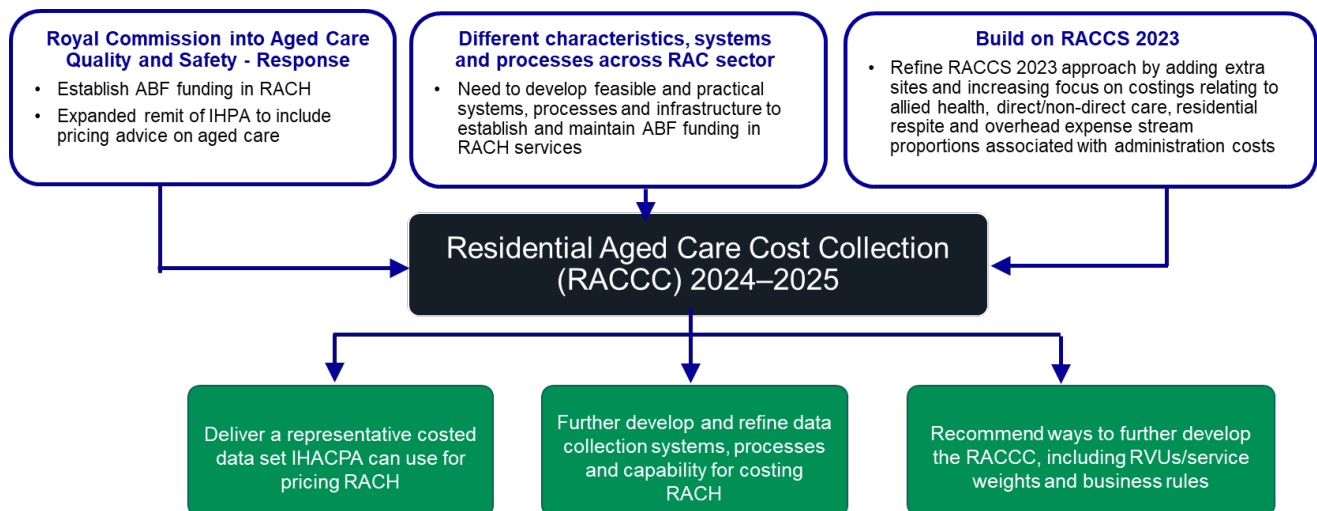 Royal Commission into Aged Care
Quality and Safety - Response
• Establish ABF funding in RACH
• Expanded remit of IHPA to include
pricing advice on aged care
Different characteristics, systems
and processes across RAC sector
• Need to develop feasible and practical
systems, processes and infrastructure to
establish and maintain ABF funding in
RACH services
Build on RACCS 2023
• Refine RACCS 2023 approach by adding extra
sites and increasing focus on costings relating to
allied health, direct/non-direct care, residential
respite and overhead expense stream
proportions associated with administration costs
Residential Aged Care Cost Collection
(RACCC) 2024–2025
Deliver a representative costed
data set IHACPA can use for
pricing RACH
Further develop and refine data
collection systems, processes
and capability for costing
RACH
Recommend ways to further develop
the RACCC, including RVUs/service
weights and business rules